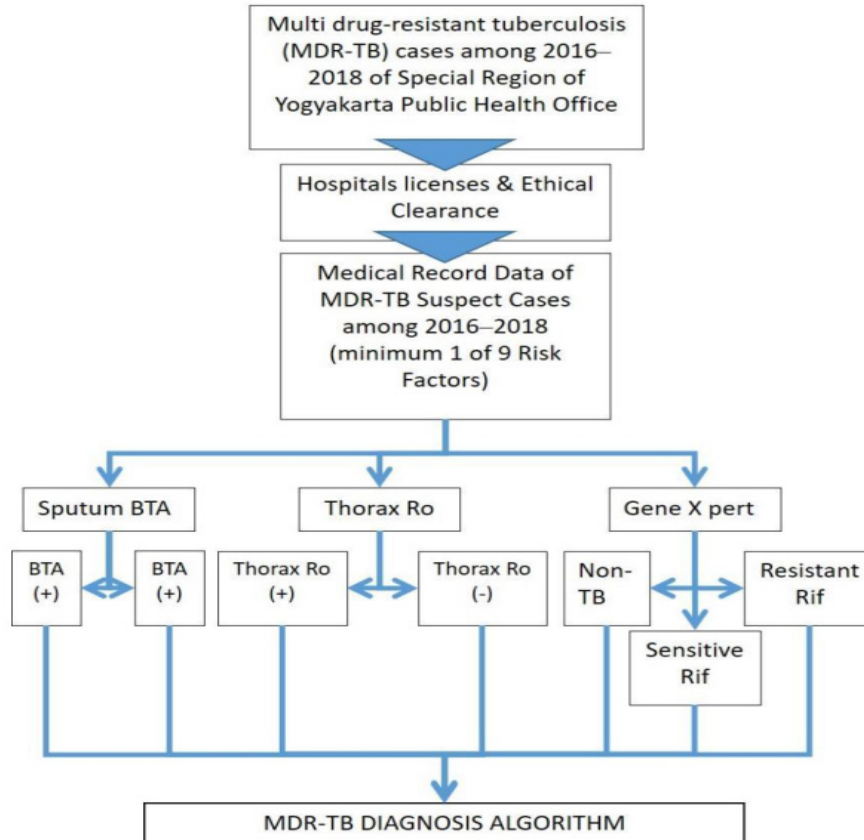 Multi drug-resistant tuberculosis
(MDR-TB) cases among 2016–
2018 of Special Region of
Yogyakarta Public Health Office
Hospitals licenses & Ethical
Clearance
Medical Record Data of
MDR-TB Suspect Cases
among 2016–2018
(minimum 1 of 9 Risk
Factors)
Sputum BTA
Thorax Ro
Gene X pert
BTA
(+)
BTA
(+)
Thorax Ro
(+)
Thorax Ro
(-)
Non-
TB
Resistant
Rif
Sensitive
Rif
MDR-TB DIAGNOSIS ALGORITHM